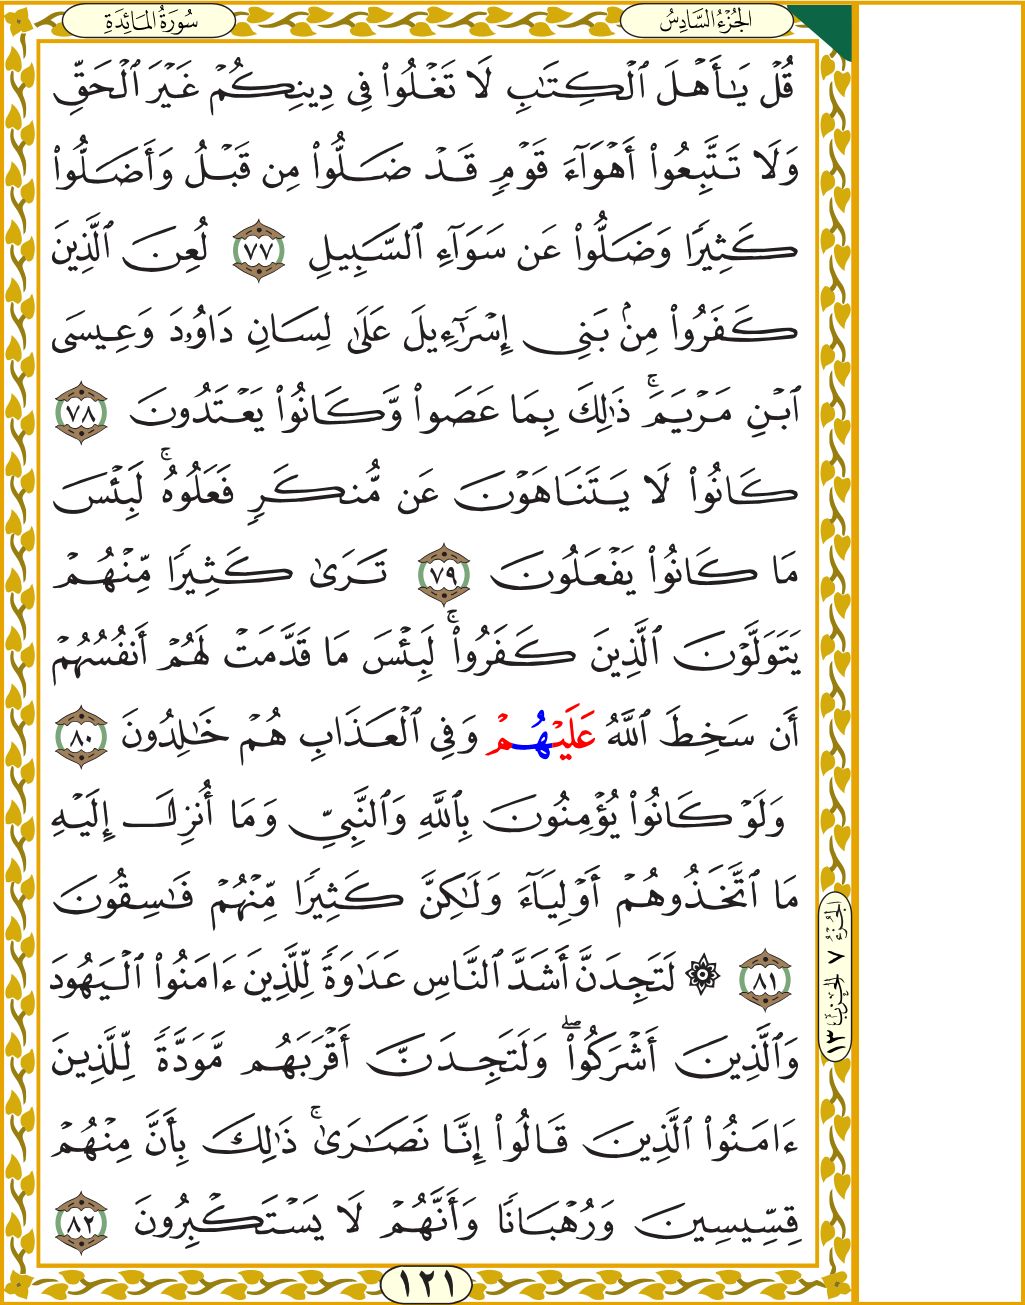 الجُزْءُ السَّادِسُ
سُورَةُ المَائِدَةِ
قُلْ يَٰٓأَهْلَ ٱلْكِتَٰبِ لَا تَغْلُوا۟ فِى دِينِكُمْ غَيْرَ ٱلْحَقِّ
وَلَا تَتَّبِعُوٓا۟ أَهْوَآءَ قَوْمٍ قَدْ ضَلُّوا۟ مِن قَبْلُ وَأَضَلُّوا۟
كَثِيرًا وَضَلُّوا۟ عَن سَوَآءِ ٱلسَّبِيلِ ٧٧ لُعِنَ ٱلَّذِينَ
كَفَرُوا۟ مِنۢ بَنِىٓ إِسْرَٰٓءِيلَ عَلَىٰ لِسَانِ دَاوُۥدَ وَعِيسَى
ٱبْنِ مَرْيَمَ ۚ ذَٰلِكَ بِمَا عَصَوا۟ وَّكَانُوا۟ يَعْتَدُونَ ٧٨
كَانُوا۟ لَا يَتَنَاهَوْنَ عَن مُّنكَرٍ فَعَلُوهُ ۚ لَبِئْسَ
مَا كَانُوا۟ يَفْعَلُونَ ٧٩ تَرَىٰ كَثِيرًا مِّنْهُمْ
يَتَوَلَّوْنَ ٱلَّذِينَ كَفَرُوا۟ ۚ لَبِئْسَ مَا قَدَّمَتْ لَهُمْ أَنفُسُهُمْ
أَن سَخِطَ ٱللَّهُ عَلَيْهُمْ وَفِى ٱلْعَذَابِ هُمْ خَٰلِدُونَ ٨٠
وَلَوْ كَانُوا۟ يُؤْمِنُونَ بِٱللَّهِ وَٱلنَّبِىِّ وَمَآ أُنزِلَ إِلَيْهِ
مَا ٱتَّخَذُوهُمْ أَوْلِيَآءَ وَلَٰكِنَّ كَثِيرًا مِّنْهُمْ فَٰسِقُونَ
٨١ ۞ لَتَجِدَنَّ أَشَدَّ ٱلنَّاسِ عَدَٰوَةً لِّلَّذِينَ ءَامَنُوا۟ ٱلْيَهُودَ
وَٱلَّذِينَ أَشْرَكُوا۟ ۖ وَلَتَجِدَنَّ أَقْرَبَهُم مَّوَدَّةً لِّلَّذِينَ
ءَامَنُوا۟ ٱلَّذِينَ قَالُوٓا۟ إِنَّا نَصَٰرَىٰ ۚ ذَٰلِكَ بِأَنَّ مِنْهُمْ
قِسِّيسِينَ وَرُهْبَانًا وَأَنَّهُمْ لَا يَسْتَكْبِرُونَ ٨٢
الجُزْءُ ٧ الحِزْبُ ١٣
١٢١